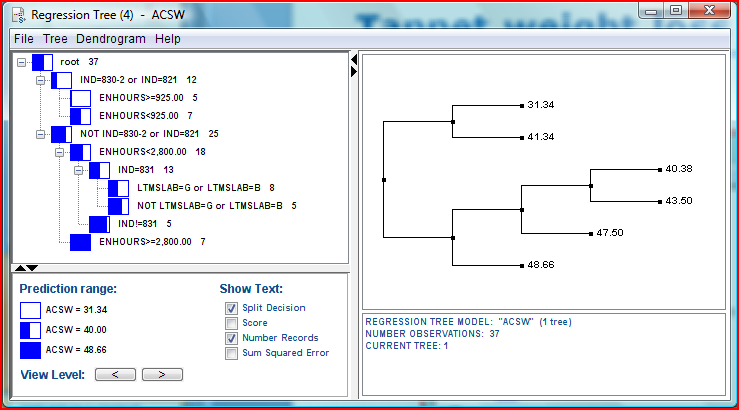 Regression Tree (4) - ACSW
Tannet weight loss
File Tree Dendrogram Help
root 37
IND=830-2 or IND=821 12
ENHOURS>=925.00 5
ENHOURS<925.00 7
NOT IND=830-2 or IND=821 25
ENHOURS<2,800.00 18
IND=831 13
LTMSLAB=G or LTMSLAB=B 8
NOT LTMSLAB=G or LTMSLAB=B 5
IND!=831 5
ENHOURS>=2,800.00 7
31.34
41.34
40.38
43.50
47.50
48.66
Prediction range:
ACSW = 31.34
ACSW = 40.00
ACSW = 48.66
View Level: < >
Show Text:
Split Decision
Score
Number Records
Sum Squared Error
REGRESSION TREE MODEL: "ACSW" (1 tree)
NUMBER OBSERVATIONS: 37
CURRENT TREE: 1